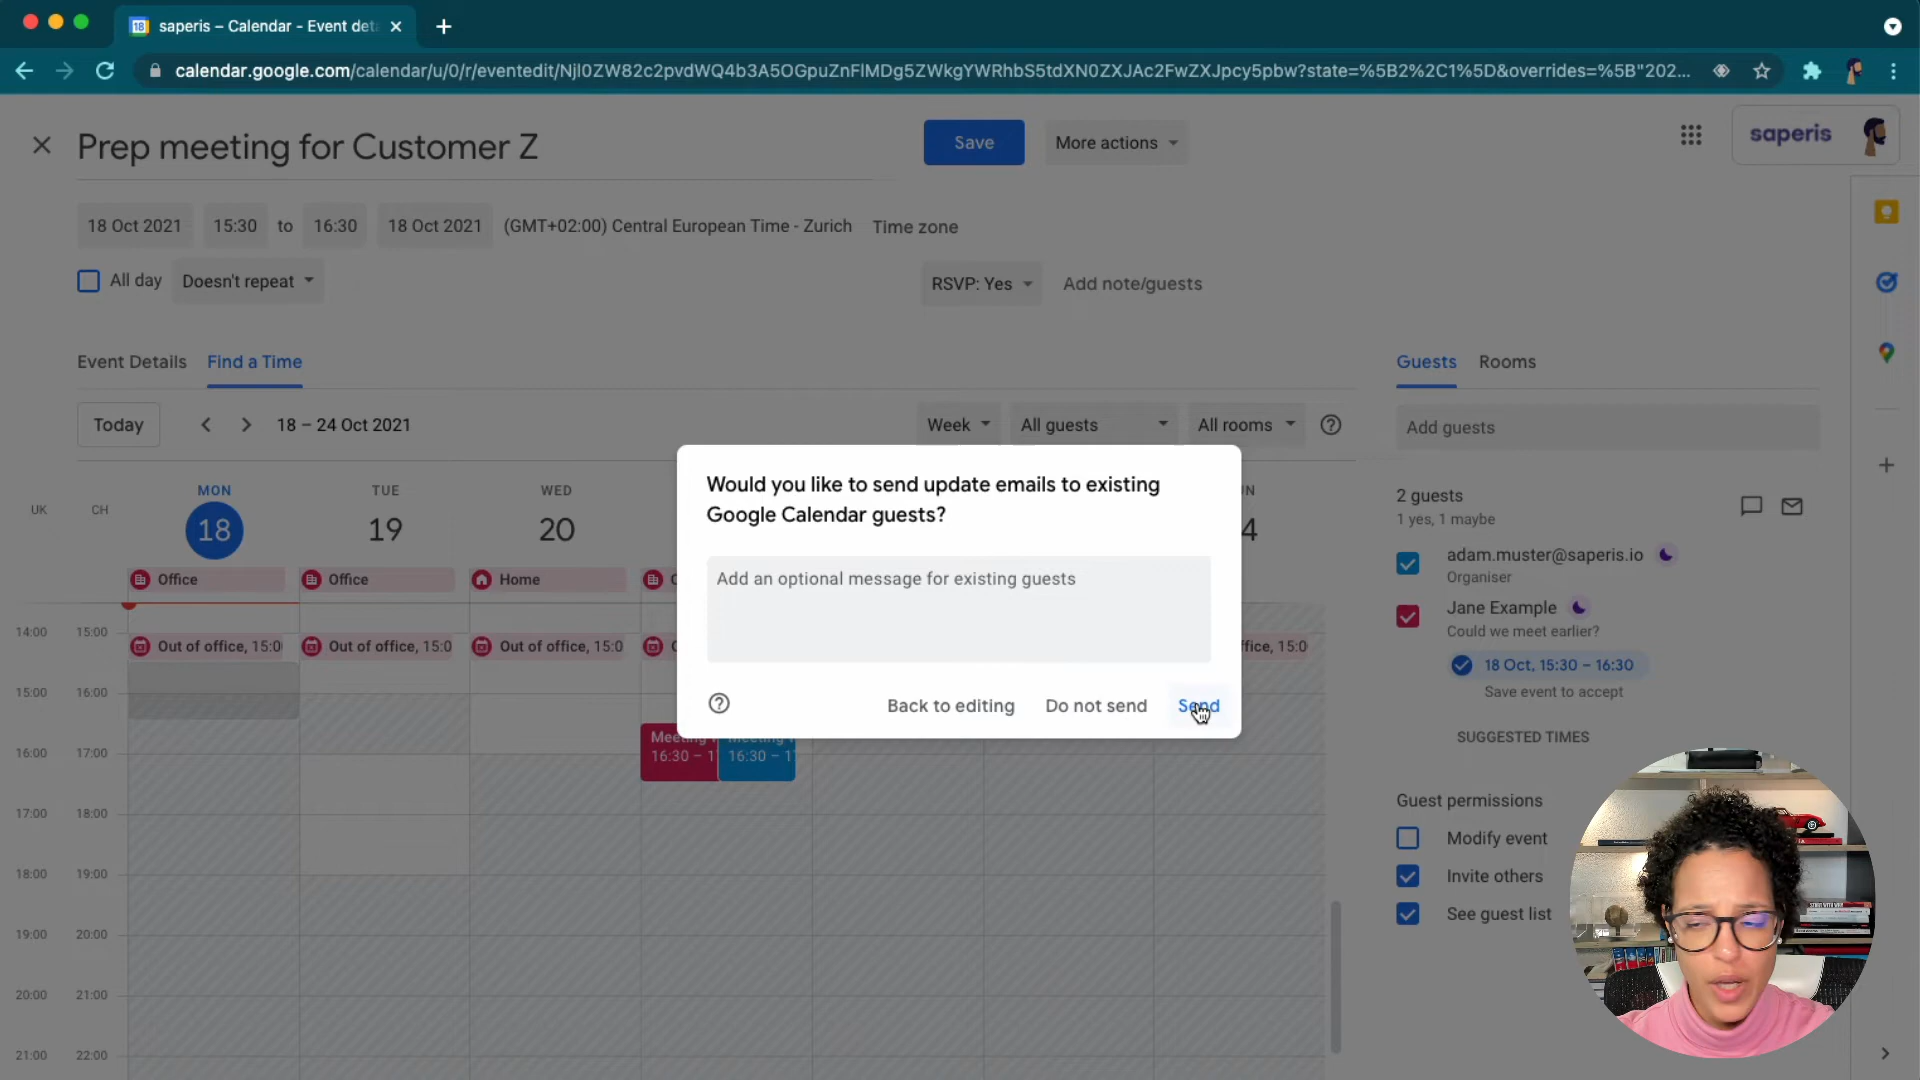 saperis – Calendar - Event det
calendar.google.com/calendar/u/0/r/eventedit/Njl0ZW82c2pvdWQ4b3A5OGpuZnFlMDg5ZWkgYWRhbS5tdXN0ZXJAc2FwZXJpcy5pbw?state=%5B2%2C1%5D&overrides=%5B"202...
Prep meeting for Customer Z
Save
More actions
saperis
18 Oct 2021
15:30
to
16:30
18 Oct 2021
(GMT+02:00) Central European Time - Zurich
Time zone
All day
Doesn't repeat
RSVP: Yes
Add note/guests
Event Details
Find a Time
Guests
Rooms
Today
18 – 24 Oct 2021
Week
All guests
All rooms
Add guests
UK
CH
MON
18
TUE
19
WED
20
Office
Office
Home
14:00
15:00
Out of office, 15:0
Out of office, 15:0
Out of office, 15:0
fice, 15:0
15:00
16:00
16:00
17:00
17:00
18:00
18:00
19:00
19:00
20:00
20:00
21:00
21:00
22:00
16:30 – 1
16:30 – 1
Would you like to send update emails to existing
Google Calendar guests?
Add an optional message for existing guests
Back to editing
Do not send
Send
2 guests
1 yes, 1 maybe
adam.muster@saperis.io
Organiser
Jane Example
Could we meet earlier?
18 Oct, 15:30 – 16:30
Save event to accept
SUGGESTED TIMES
Guest permissions
Modify event
Invite others
See guest list